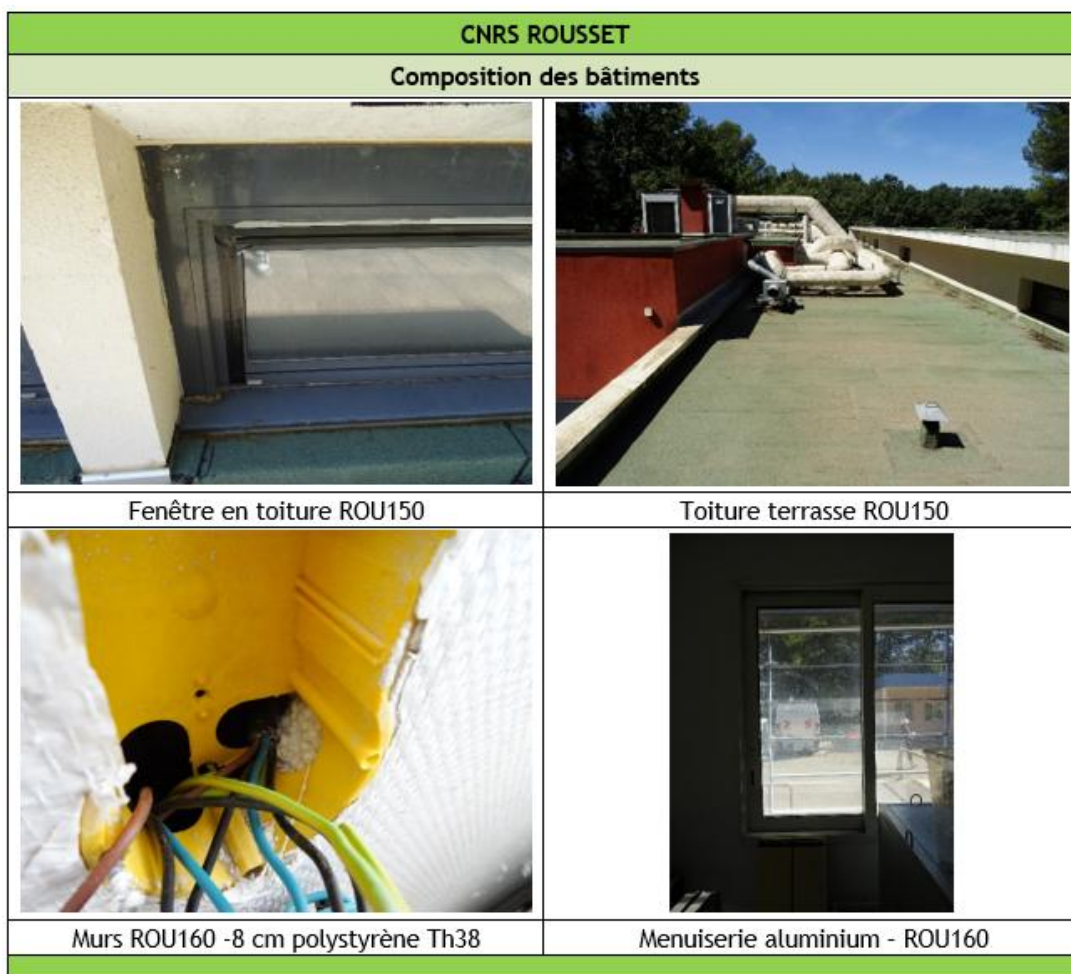 CNRS ROUSSET
Composition des bâtiments
Fenêtre en toiture ROU150
Toiture terrasse ROU150
Murs ROU160 -8 cm polystyrène Th38
Menuiserie aluminium - ROU160